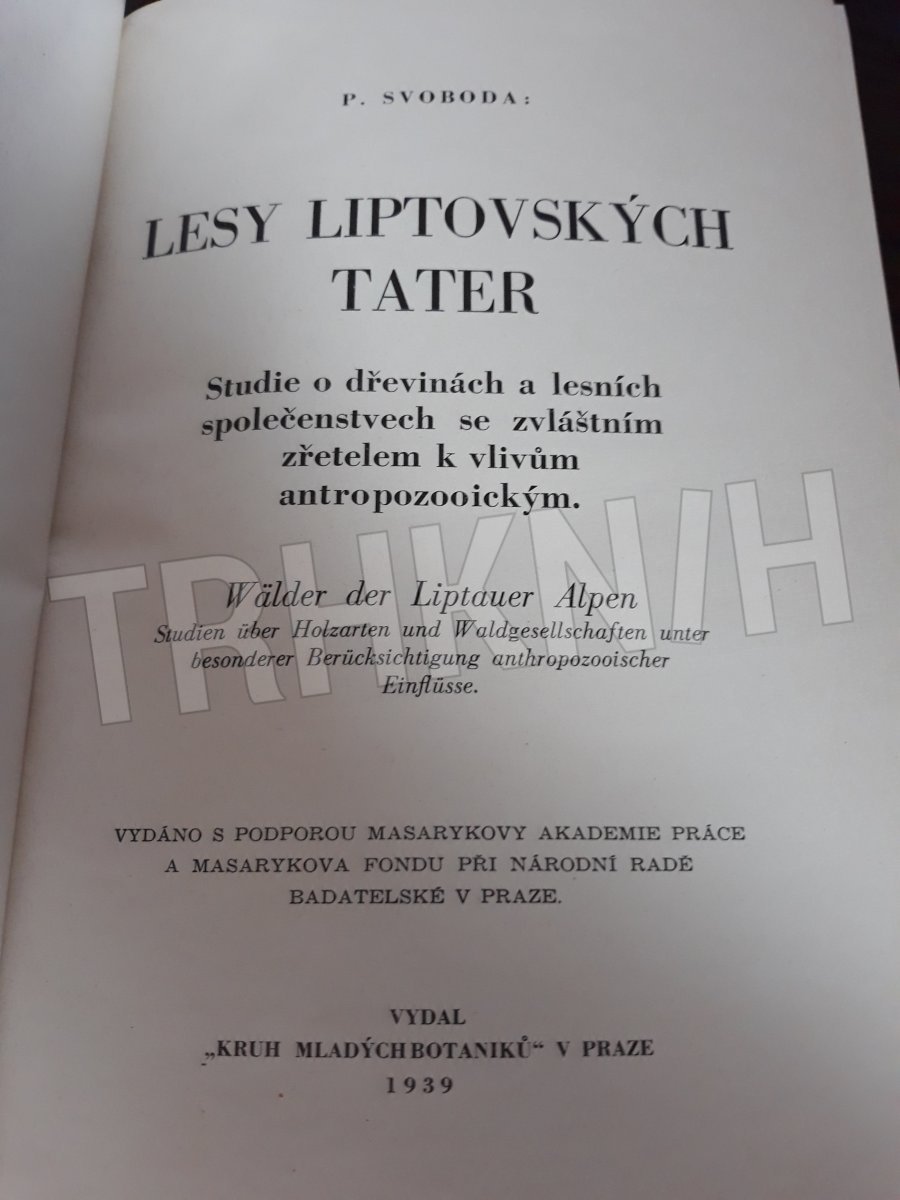 P. SVOBODA:
LESY LIPTOVSKÝCH
TATER
Studie o dřevinách a lesních
společenstvech se zvláštním
zřetelem k vlivům
antropozooickým.
TRHKNIH
Wälder der Liptauer Alpen
Studien über Holzarten und Waldgesellschaften unter
besonderer Berücksichtigung anthropozooischer
Einflüsse.
VYDÁNO S PODPOROU MASARYKOVY AKADEMIE PRÁCE
A MASARYKOVA FONDU PŘI NÁRODNÍ RADĚ
BADATELSKÉ V PRAZE.
VYDAL
„KRUH MLADÝCH BOTANIKŮ“ V PRAZE
1939